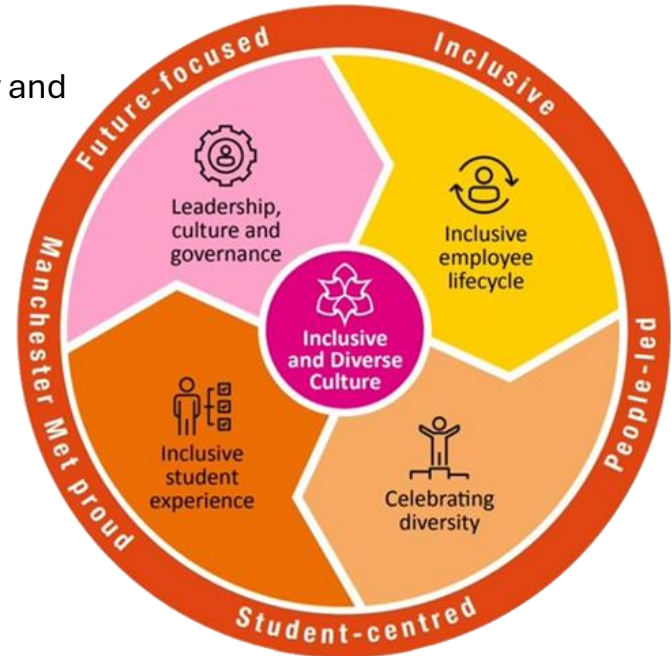 and
Future-focused
Inclusive
People-led
Student-centred
Manchester Met proud
Leadership,
culture and
governance
Inclusive
employee
lifecycle
Inclusive
and Diverse
Culture
Inclusive
student
experience
Celebrating
diversity